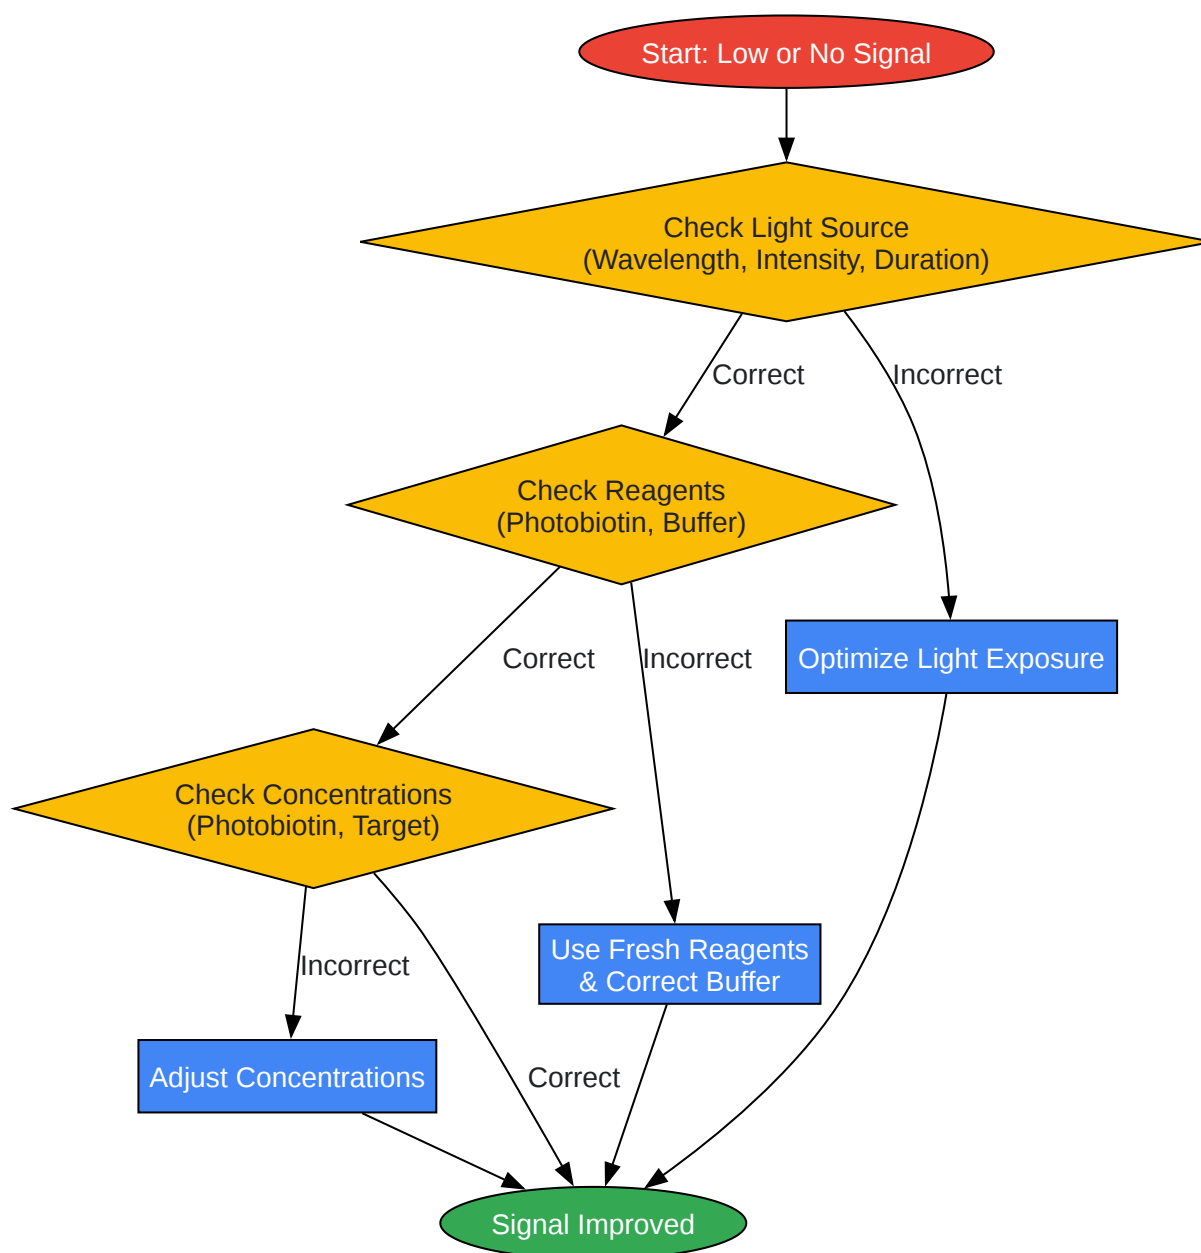 Start: Low or No Signal
Check Light Source
(Wavelength, Intensity, Duration)
Correct
Incorrect
Check Reagents
(Photobiotin, Buffer)
Correct
Incorrect
Optimize Light Exposure
Check Concentrations
(Photobiotin, Target)
Incorrect
Use Fresh Reagents
& Correct Buffer
Adjust Concentrations
Correct
Signal Improved